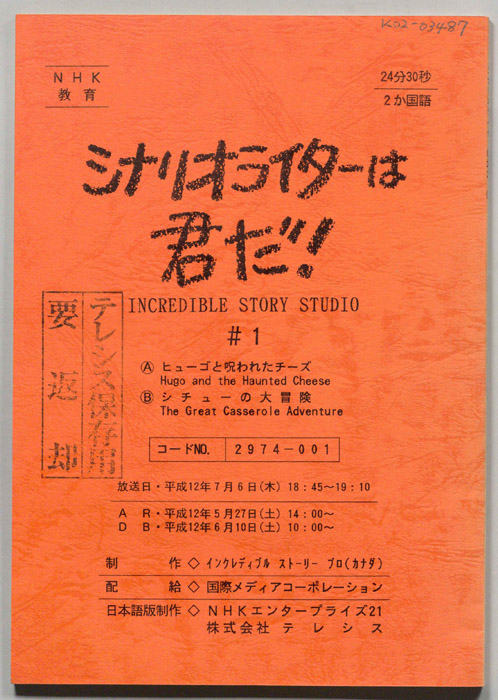 K02-03487
NHK
教育
24分30秒
2か国語
シナリオライターは
君だ!
INCREDIBLE STORY STUDIO
#1
Ⓐ ヒューゴと呪われたチーズ
Hugo and the Haunted Cheese
Ⓑ シチューの大冒険
The Great Casserole Adventure
テレシス保存用
要返却
コードNO. 2974-001
放送日・平成12年7月6日(木) 18:45~19:10
A R・平成12年5月27日(土) 14:00~
D B・平成12年6月10日(土) 10:00~
制作◇インクレディブル ストーリー プロ(カナダ)
配給◇国際メディアコーポレーション
日本語版制作◇NHKエンタープライズ21
株式会社テレシス